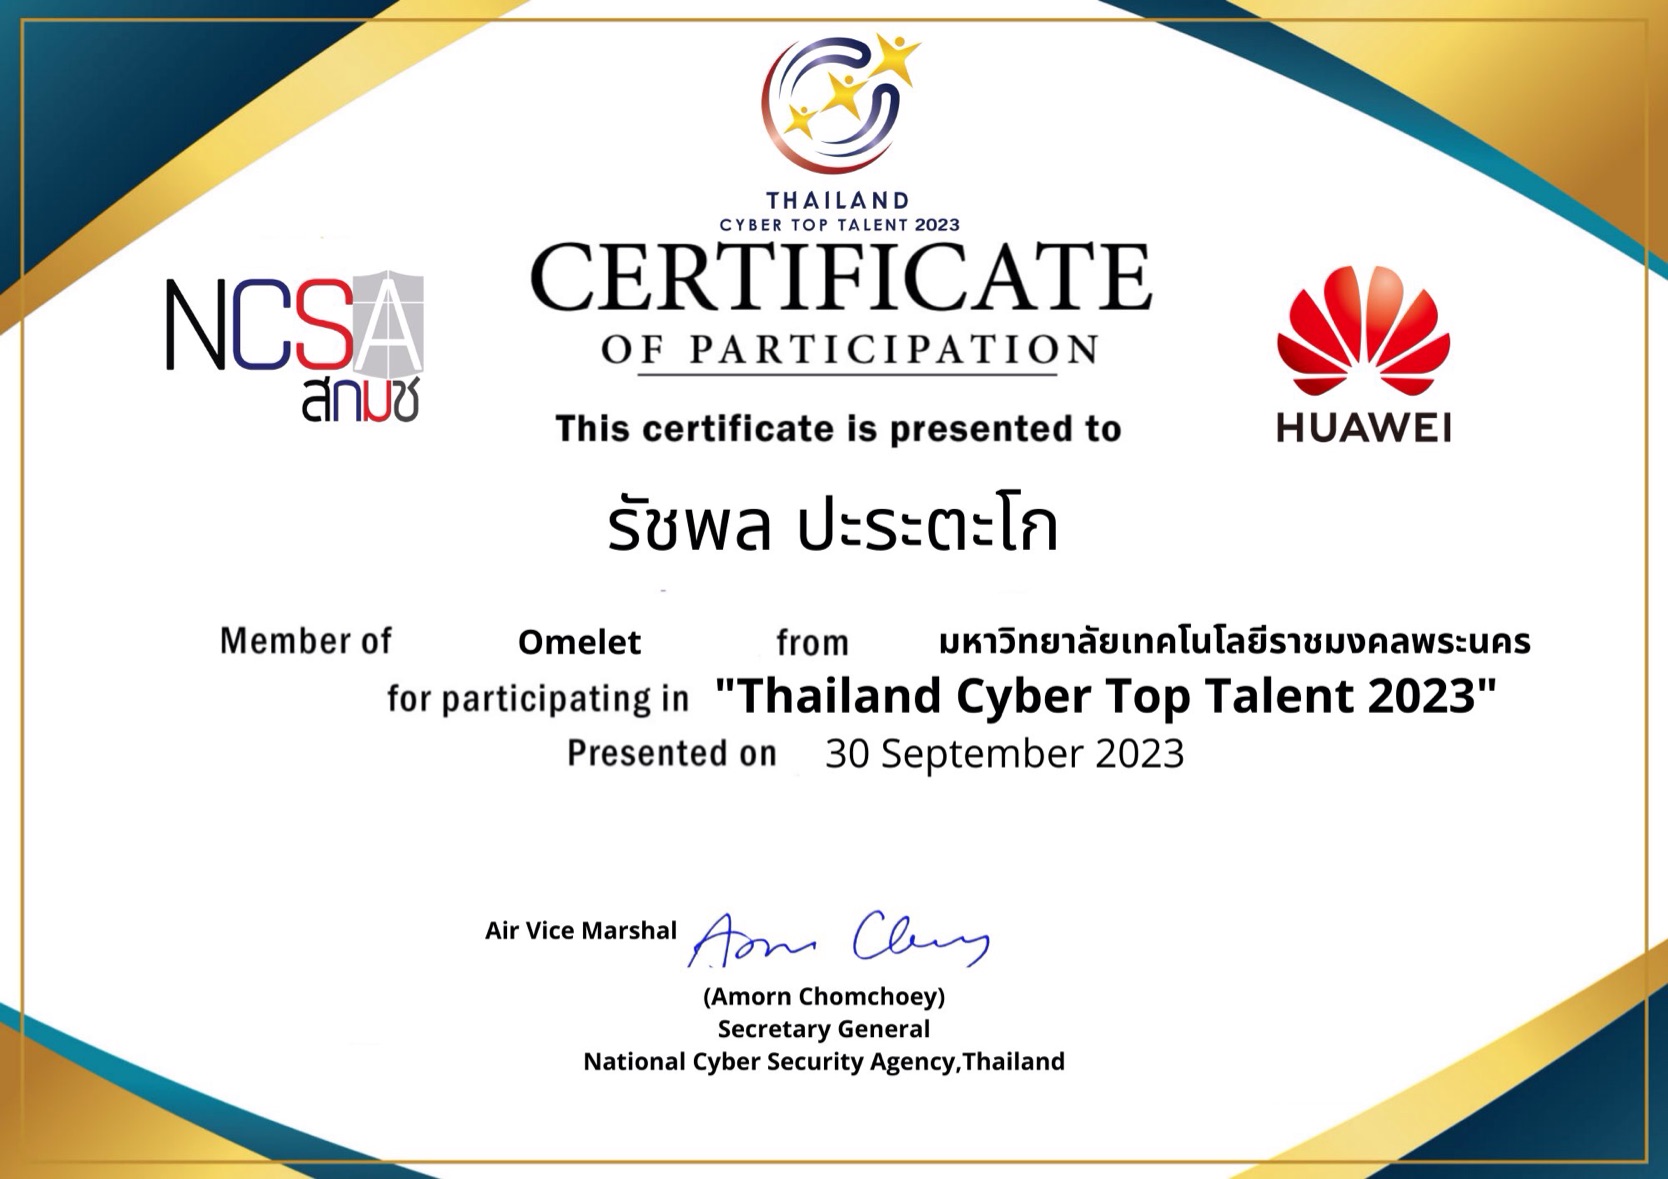 THAILAND
CYBER TOP TALENT 2023
CERTIFICATE
OF PARTICIPATION
NCSA
สกมช
HUAWEI
This certificate is presented to
รัชพล ปะระตะโก
Member of Omelet from มหาวิทยาลัยเทคโนโลยีราชมงคลพระนคร
for participating in "Thailand Cyber Top Talent 2023"
Presented on 30 September 2023
Air Vice Marshal
(Amorn Chomchoey)
Secretary General
National Cyber Security Agency,Thailand